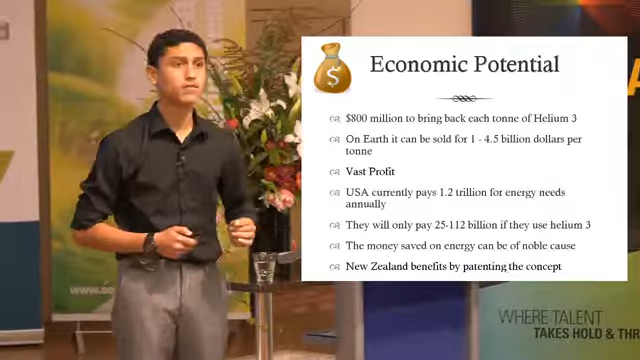 $
Economic Potential
$800 million to bring back each tonne of Helium 3
On Earth it can be sold for 1 - 4.5 billion dollars per
tonne
Vast Profit
USA currently pays 1.2 trillion for energy needs
annually
They will only pay 25-112 billion if they use helium 3
The money saved on energy can be of noble cause
New Zealand benefits by patenting the concept
WHERE TALENT
TAKES HOLD & THR